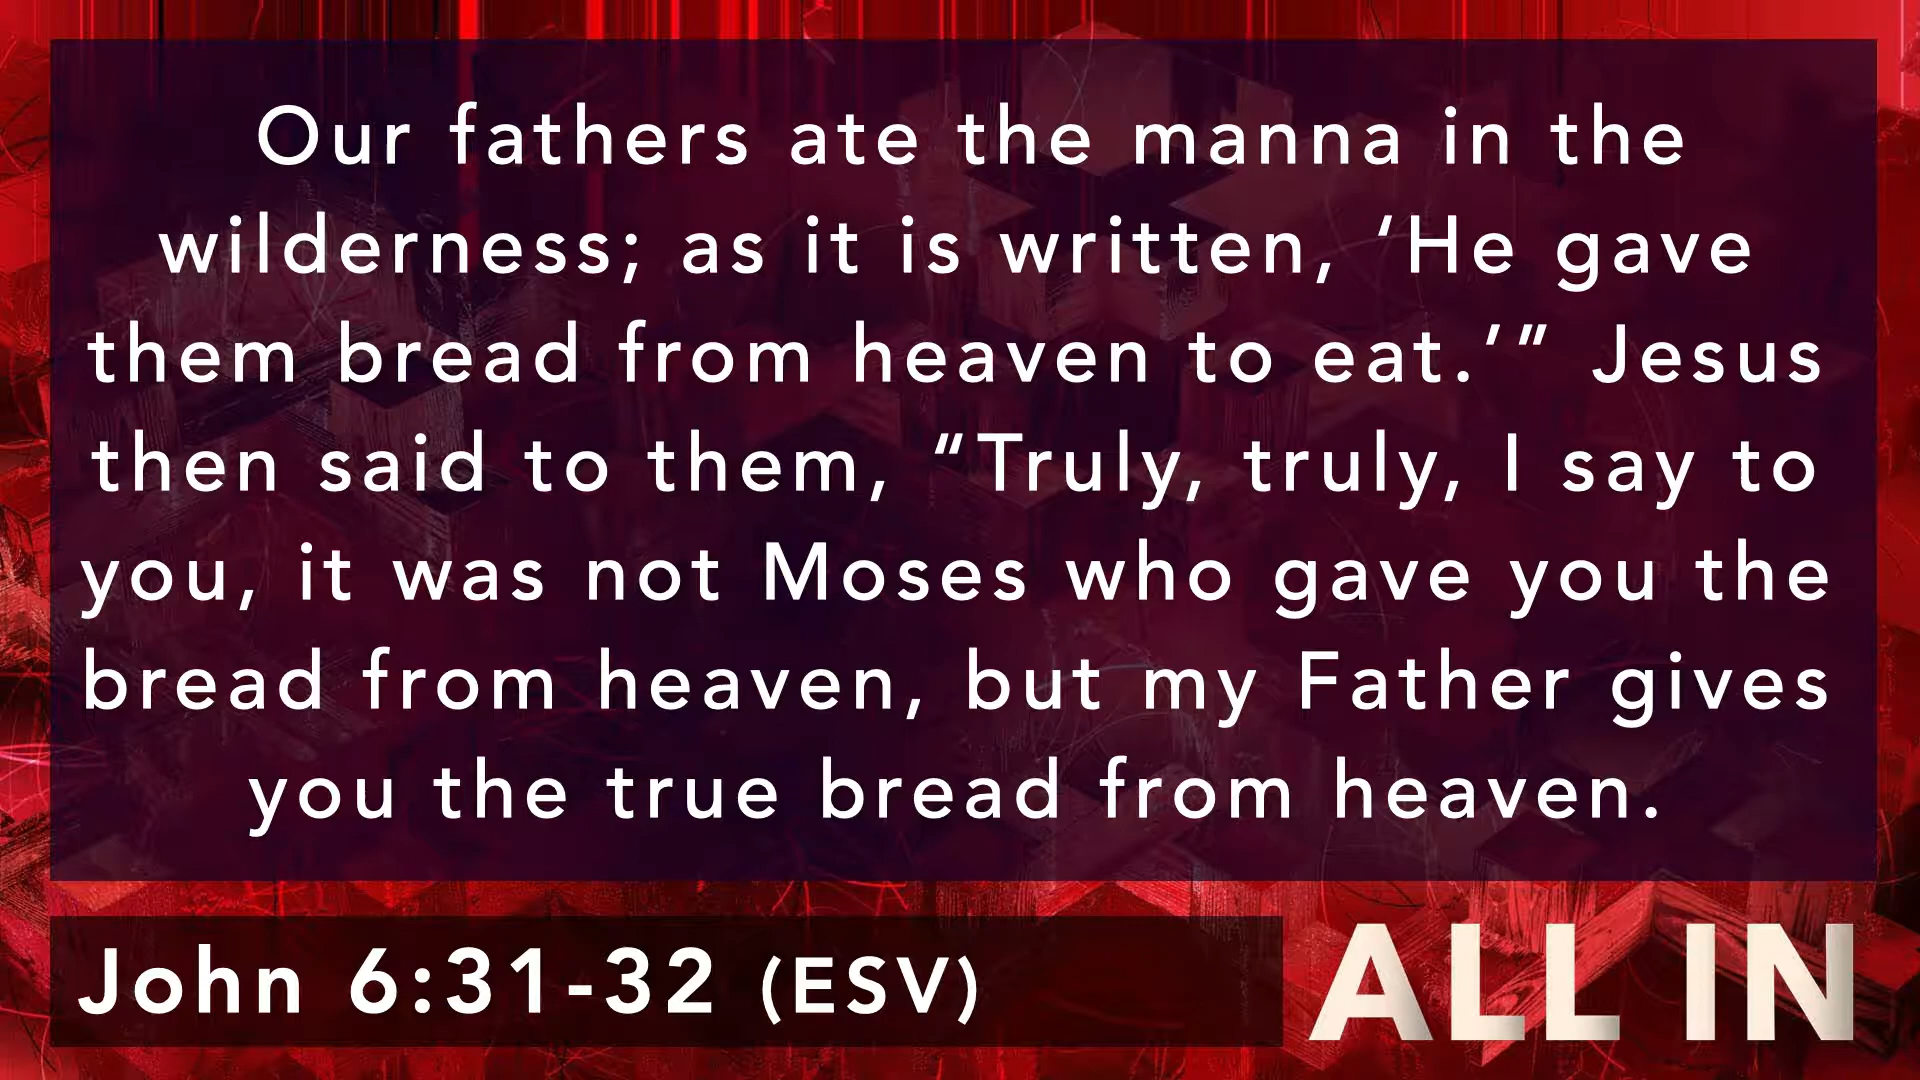 Our fathers ate the manna in the
wilderness; as it is written, ‘He gave
them bread from heaven to eat.’” Jesus
then said to them, “Truly, truly, I say to
you, it was not Moses who gave you the
bread from heaven, but my Father gives
you the true bread from heaven.
John 6:31-32 (ESV)
ALL IN